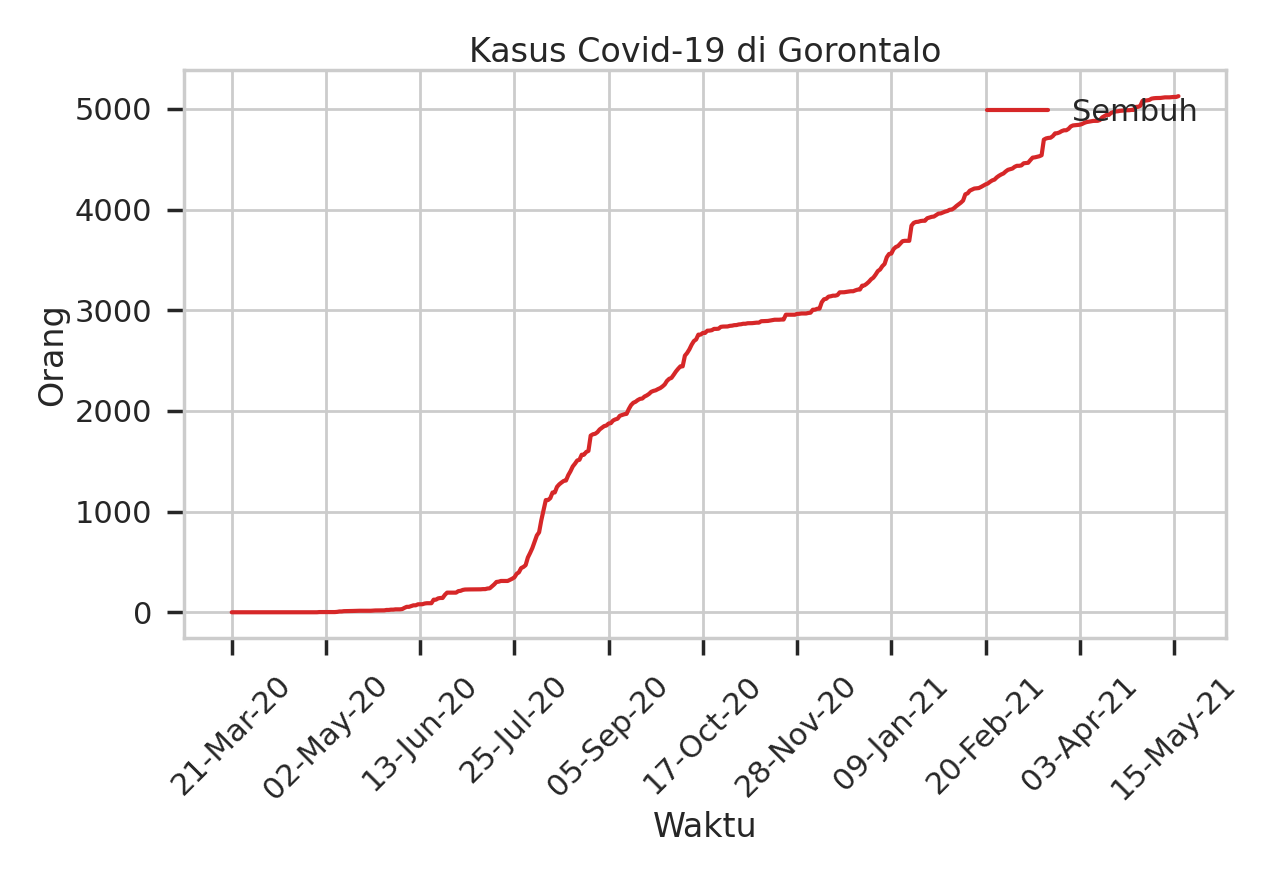 Kasus Covid-19 di Gorontalo
Sembuh
Orang
5000
4000
3000
2000
1000
0
21-Mar-20
02-May-20
13-Jun-20
25-Jul-20
05-Sep-20
17-Oct-20
28-Nov-20
09-Jan-21
20-Feb-21
03-Apr-21
15-May-21
Waktu